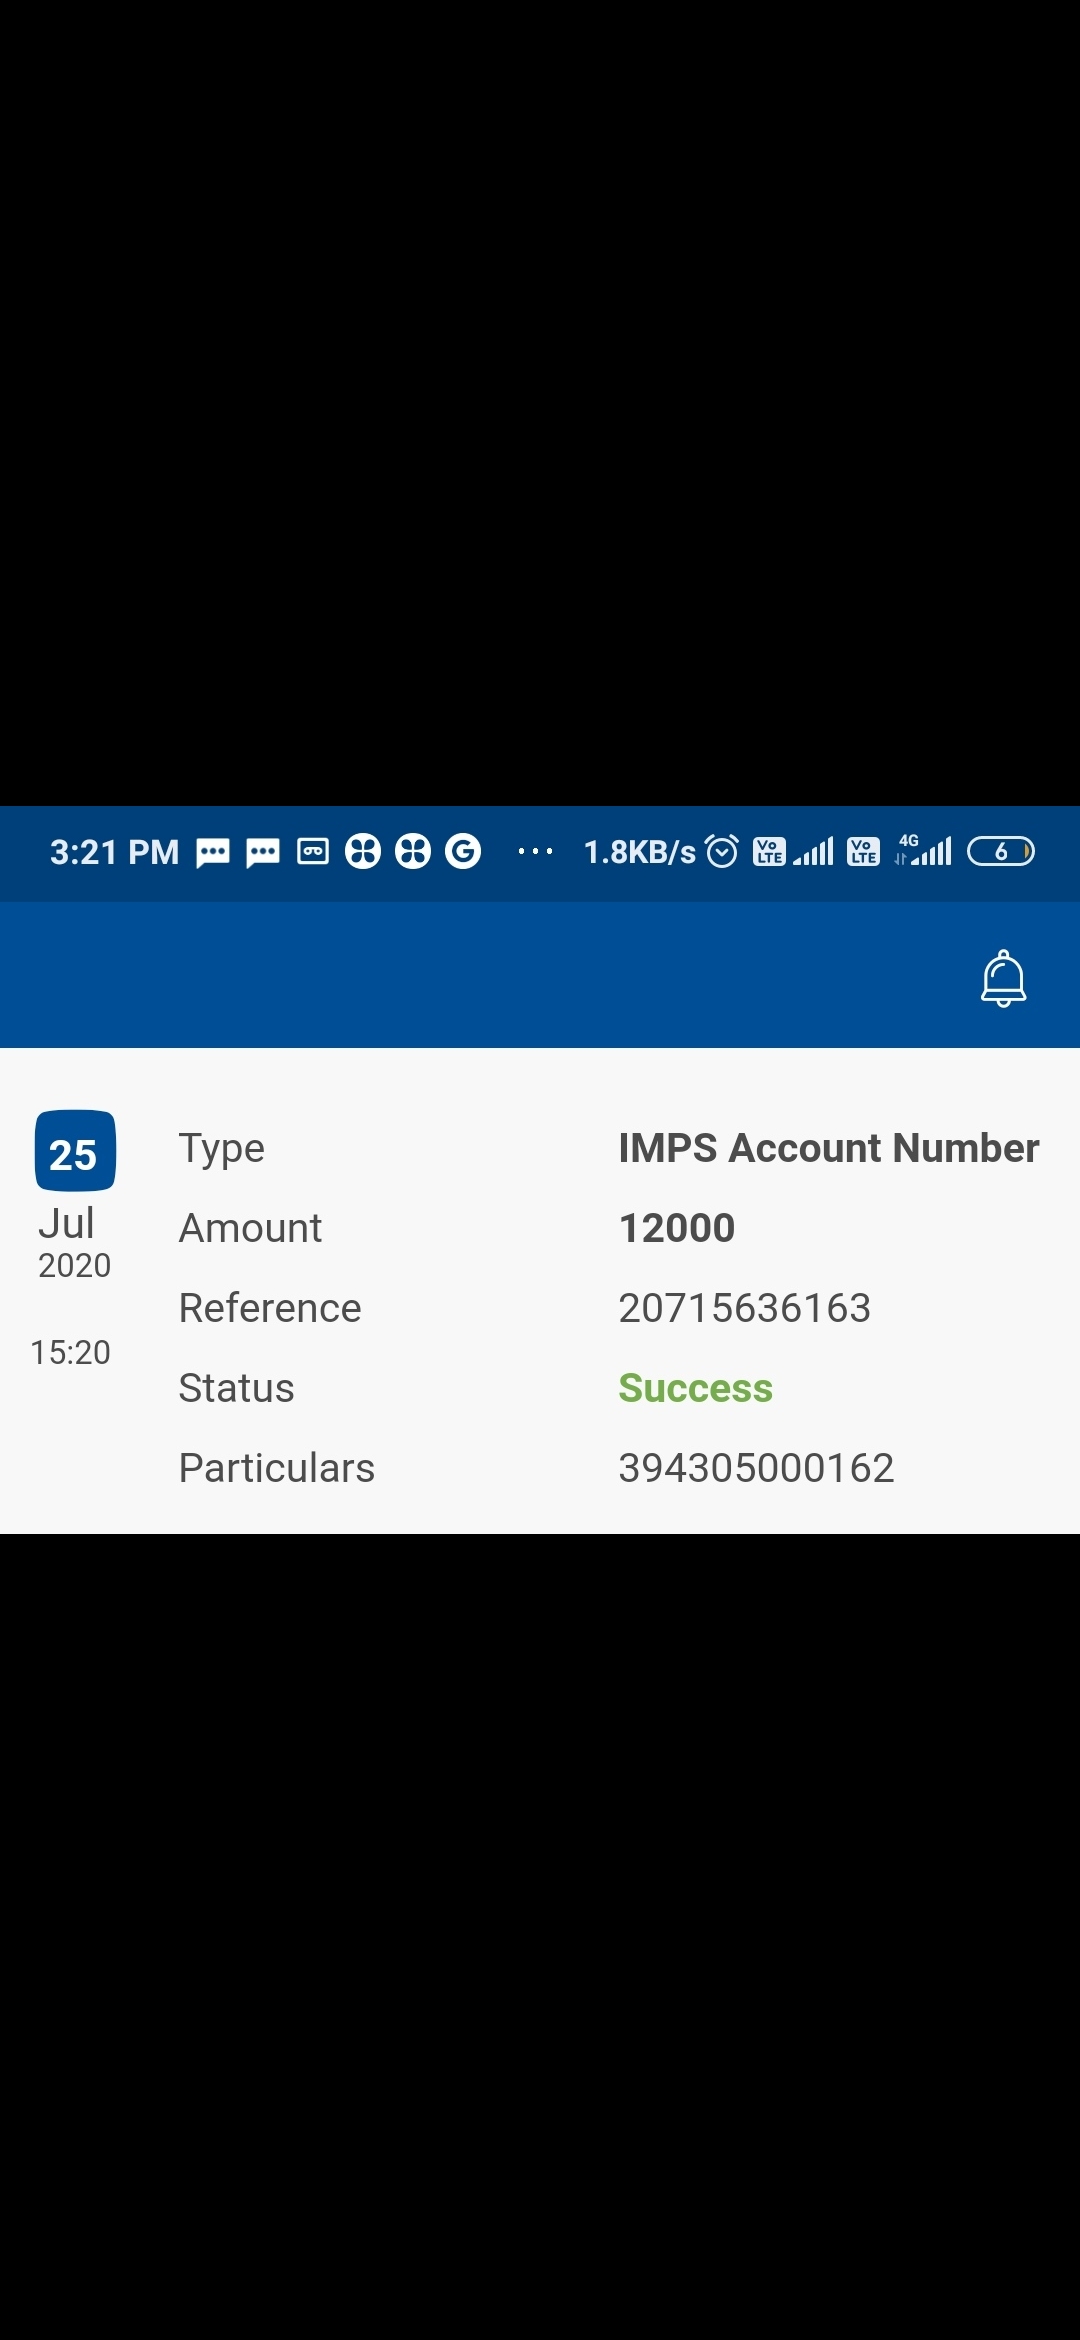 3:21 PM ... 1.8KB/s Vo LTE Vo LTE 4G 6
25 Type IMPS Account Number
Jul
Amount 12000
2020
Reference 20715636163
15:20
Status Success
Particulars 394305000162